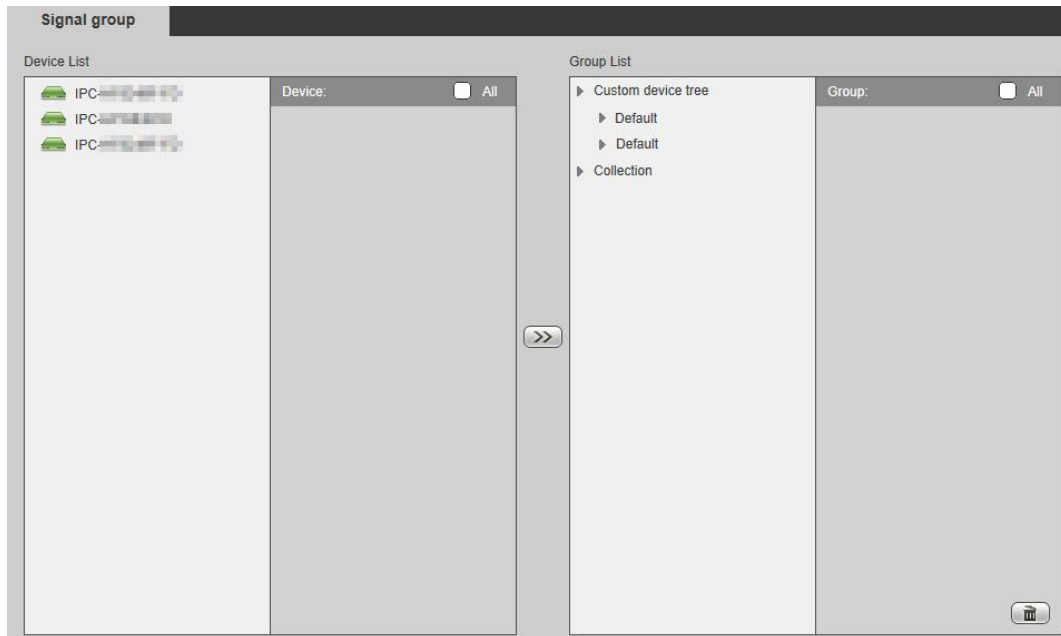 Signal group
Device List
IPC-
IPC-
IPC-
Device:
All
Group List
Custom device tree
Default
Default
Collection
Group:
All